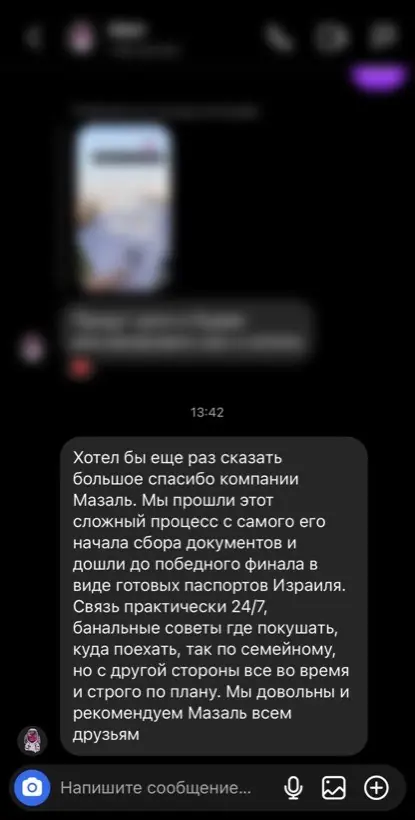 13:42
Хотел бы еще раз сказать
большое спасибо компании
Мазаль. Мы прошли этот
сложный процесс с самого его
начала сбора документов и
дошли до победного финала в
виде готовых паспортов Израиля.
Связь практически 24/7,
банальные советы где покушать,
куда поехать, так по семейному,
но с другой стороны все во время
и строго по плану. Мы довольны и
рекомендуем Мазаль всем
друзьям
Напишите сообщение...